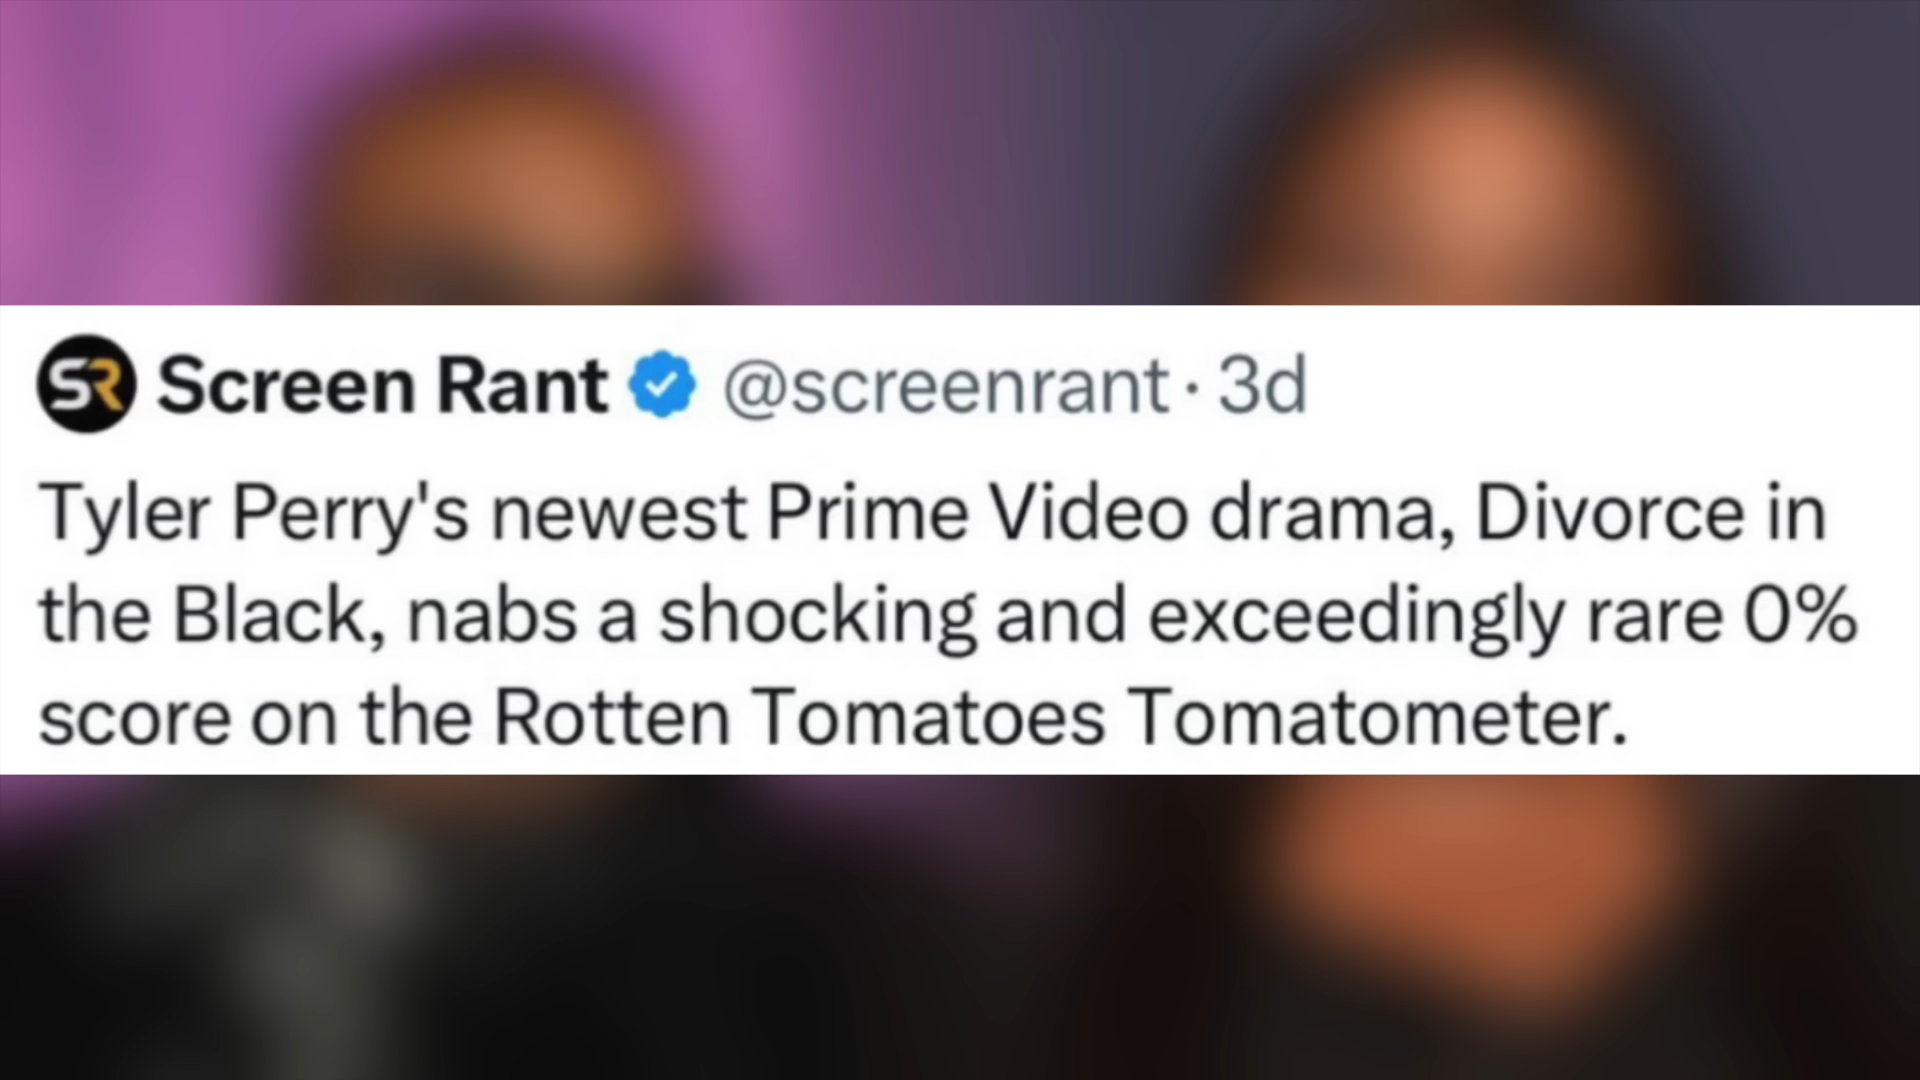 SR Screen Rant @screenrant · 3d
Tyler Perry's newest Prime Video drama, Divorce in
the Black, nabs a shocking and exceedingly rare 0%
score on the Rotten Tomatoes Tomatometer.